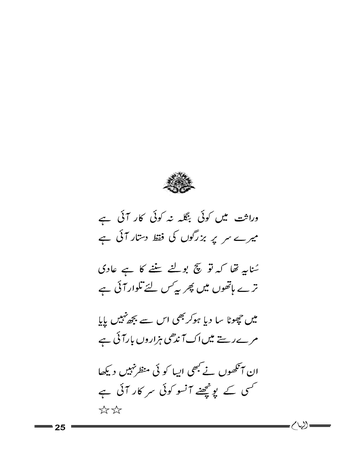 وراثت میں کوئی بنگلہ نہ کوئی کار آئی ہے
میرے سر پر بزرگوں کی فقط دستار آئی ہے
سُنا یہ تھا کہ تو سچ بولنے سننے کا ہے عادی
ترے ہاتھوں میں پھر یہ کس لئے تلوار آئی ہے
میں چھوٹا سا دیا ہو کر بھی اس سے بجھ نہیں پایا
مرے رستے میں اک آندھی ہزاروں بار آئی ہے
ان آنکھوں نے کبھی ایسا کوئی منظر نہیں دیکھا
کسی کے پونچھنے آنسو کوئی سرکار آئی ہے
☆☆
25